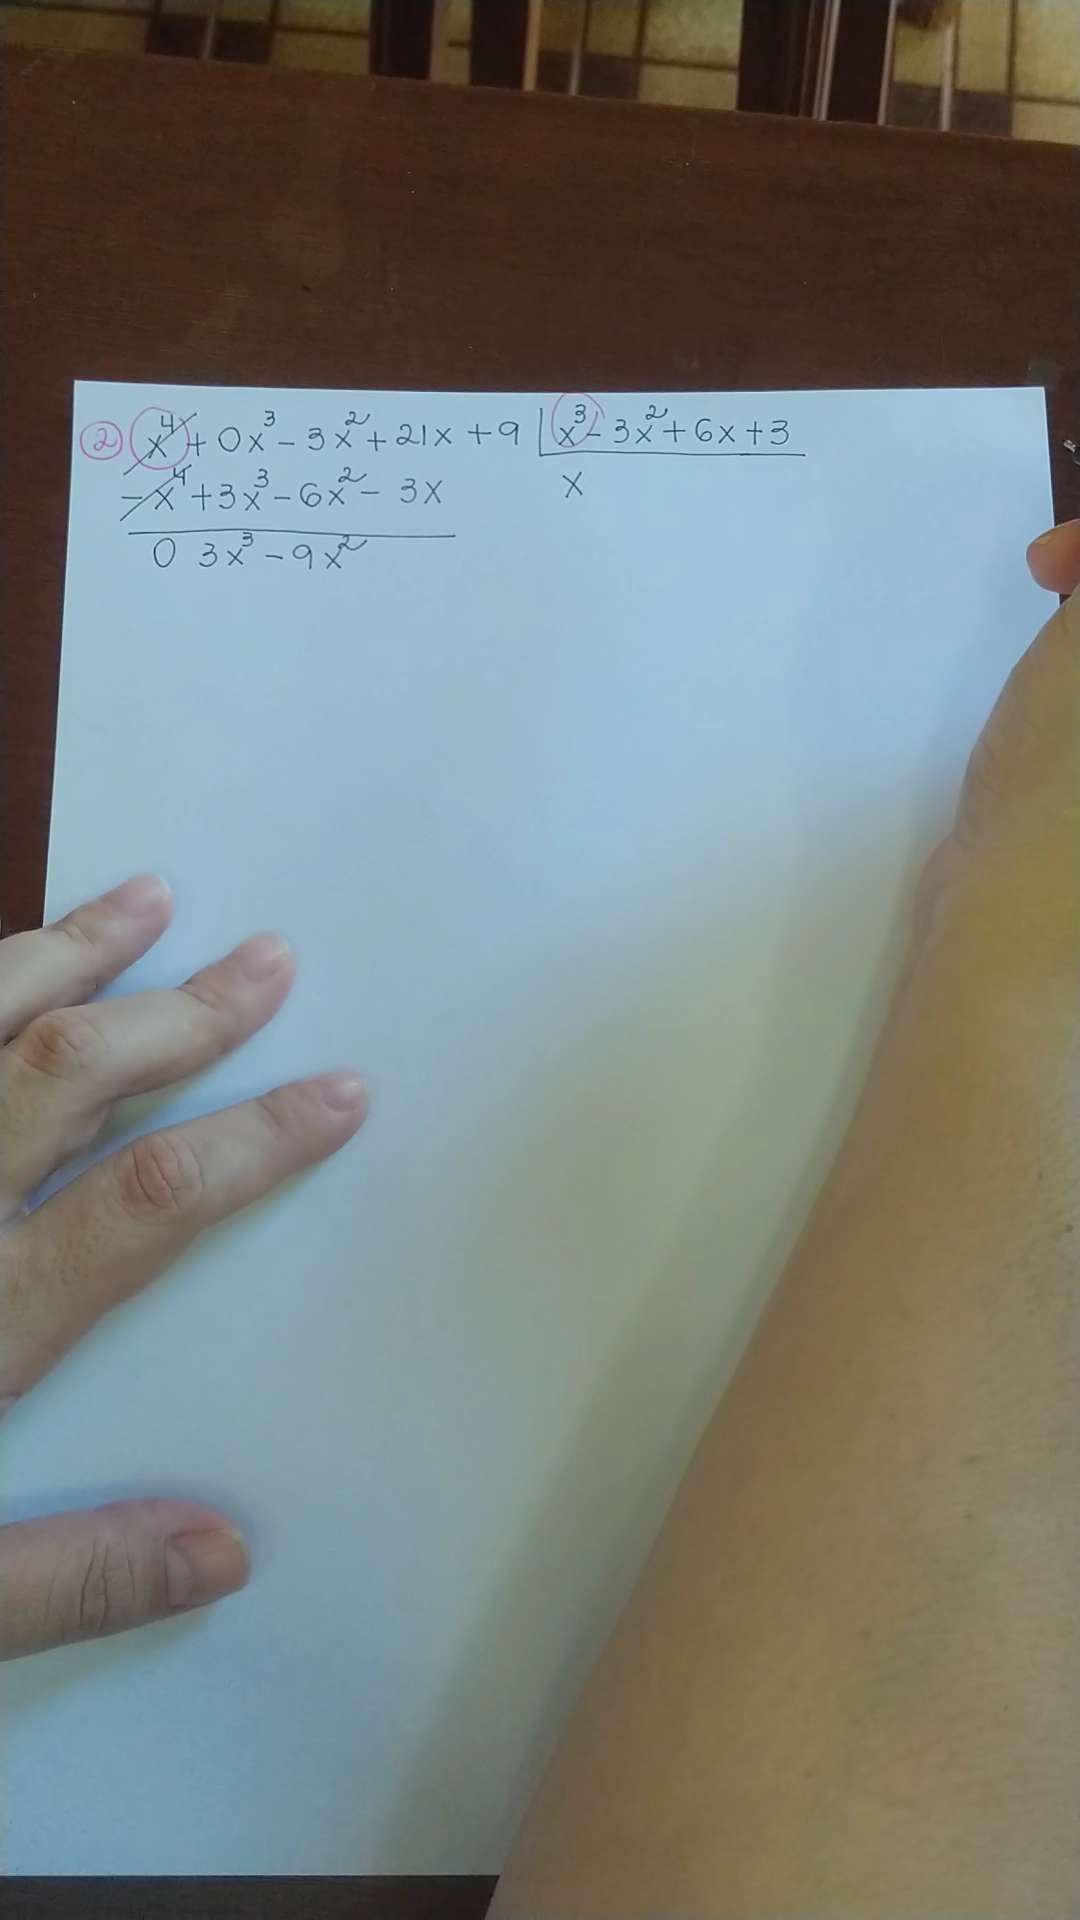 ② x⁴ + 0x³ - 3x² + 21x + 9 | x³ - 3x² + 6x + 3
-x⁴ + 3x³ - 6x² - 3x x
0 3x³ - 9x²